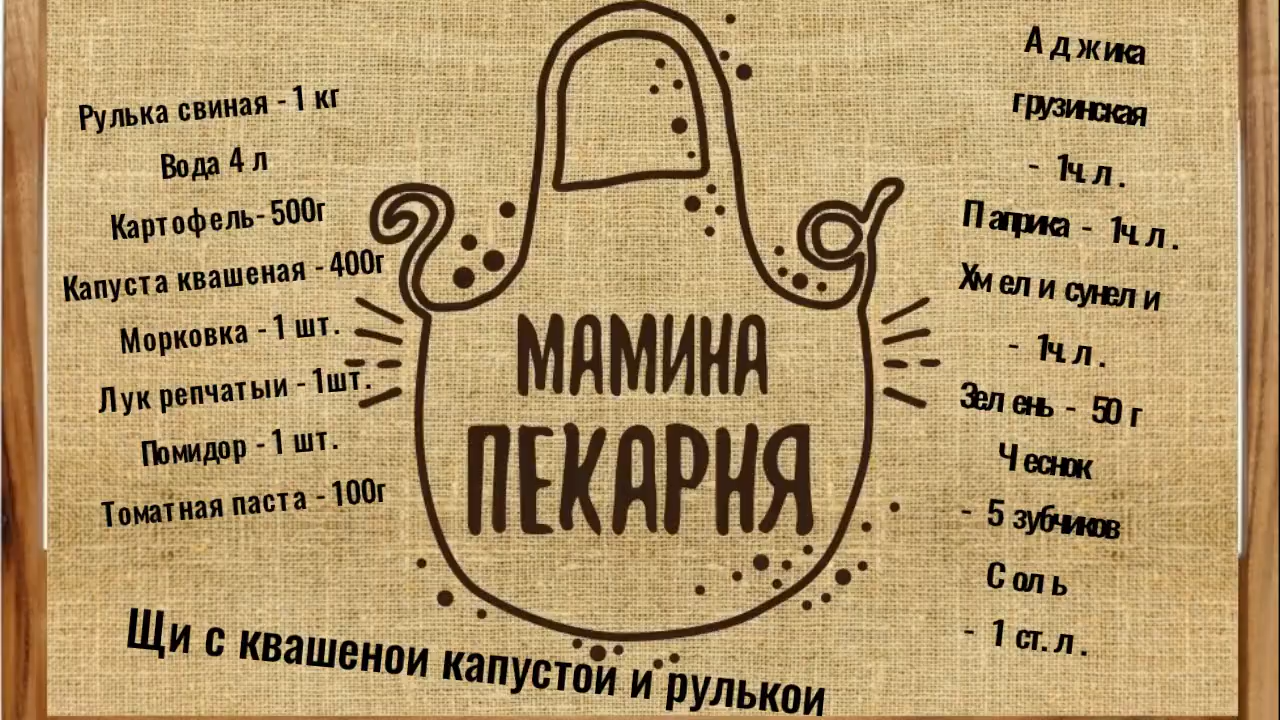 Рулька свиная - 1 кг
Вода 4 л
Картофель- 500г
Капуста квашеная - 400г
Морковка - 1 шт.
Лук репчатыи - 1шт.
Помидор - 1 шт.
Томатная паста - 100г
МАМИНА
ПЕКАРНЯ
Аджика
грузинская
- 1ч.л.
Паприка - 1ч.л.
Хмели сунели
- 1ч.л.
Зелень - 50 г
Чеснок
- 5 зубчиков
Соль
- 1 ст.л.
Щи с квашенои капустои и рулькои